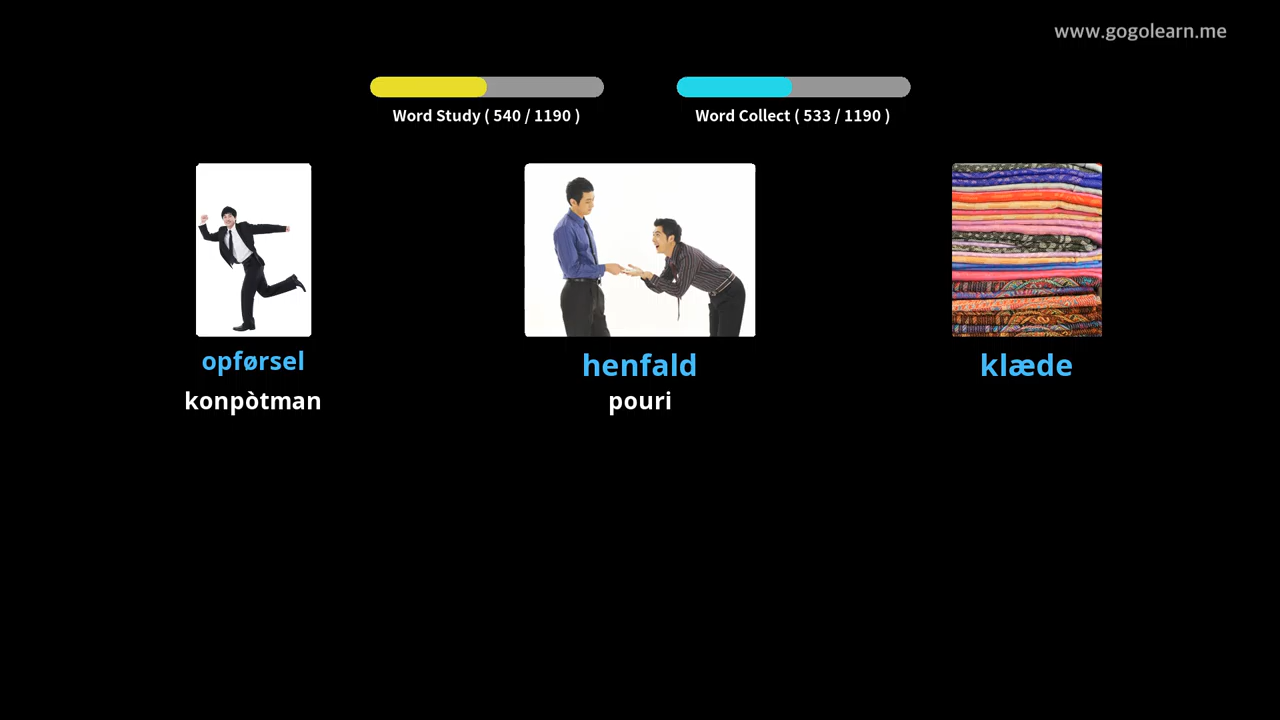 www.gogolearn.me
Word Study ( 540 / 1190 )
Word Collect ( 533 / 1190 )
opførsel
konpòtman
henfald
pouri
klæde